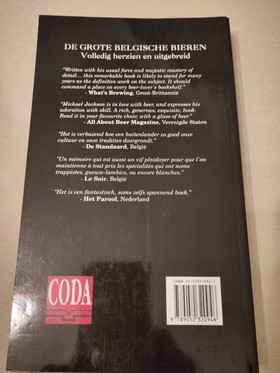 DE GROTE BELGISCHE BIEREN
Volledig herzien en uitgebreid
"Written with his usual force and majestic mastery of
detail... this remarkable book is likely to stand for many
years as the definitive work on the subject. It should
command a place on every beer-lover's bookshelf."
- What's Brewing, Groot-Brittannië
"Michael Jackson is in love with beer, and expresses his
adoration with skill. A rich, generous, exquisite, book.
Read it in your favourite chair, with a glass of beer."
- All About Beer Magazine, Verenigde Staten
"Het is verbazend hoe een buitenlander zo goed onze
cultuur en onze tradities doorgrondt."
- De Standaard, België
"Un mémoire qui est aussi un vif plaidoyer pour que l'on
maintienne à tout prix les spécialités qui ont noms
trappistes, gueuze-lambics, ou encore blanches."
- Le Soir, België
"Het is een fantastisch, soms zelfs spannend boek."
- Het Parool, Nederland
CODA
9 789052 320946